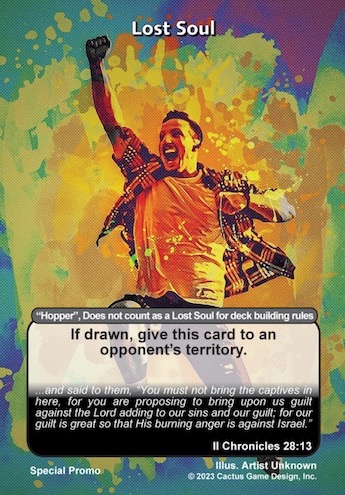 Lost Soul
"Hopper", Does not count as a Lost Soul for deck building rules
If drawn, give this card to an
opponent's territory.
...and said to them, "You must not bring the captives in
here, for you are proposing to bring upon us guilt
against the Lord adding to our sins and our guilt; for our
guilt is great so that His burning anger is against Israel."
II Chronicles 28:13
Illus. Artist Unknown
Special Promo
© 2023 Cactus Game Design, Inc.